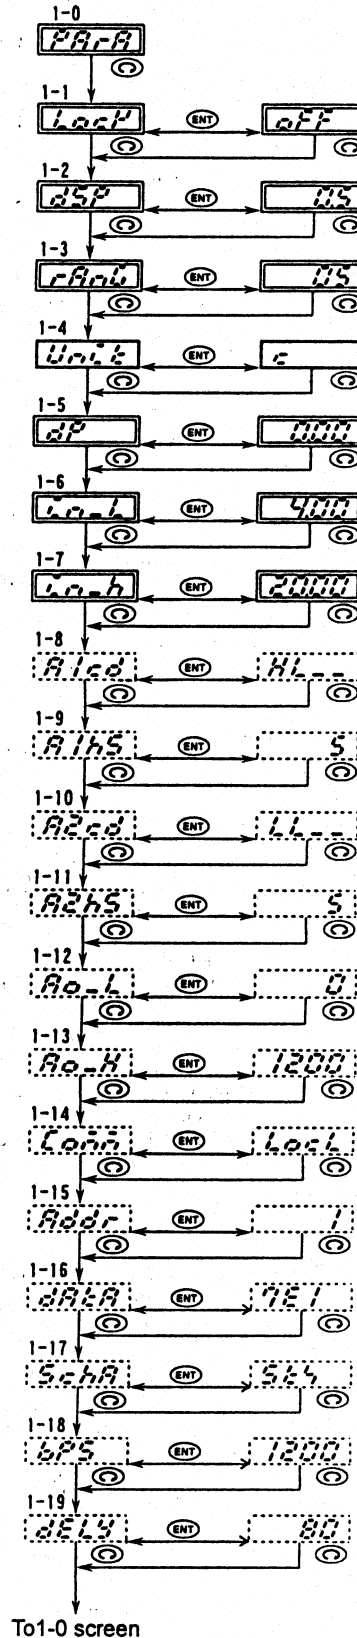 1-0
PArA
1-1
LocK ENT oFF
1-2
dSP ENT 05
1-3
rAnG ENT 05
1-4
Unit ENT c
1-5
dP ENT 0.00
1-6
in_L ENT 4.00
1-7
in_h ENT 20.00
1-8
A1cd ENT HL__
1-9
A1hS ENT 5
1-10
A2cd ENT LL__
1-11
A2hS ENT 5
1-12
Ao_L ENT 0
1-13
Ao_H ENT 1200
1-14
Comm ENT LocL
1-15
Addr ENT 1
1-16
dAtA ENT 7E1
1-17
SchA ENT
1-18
bPS ENT 1200
1-19
dELY ENT 80
To1-0 screen